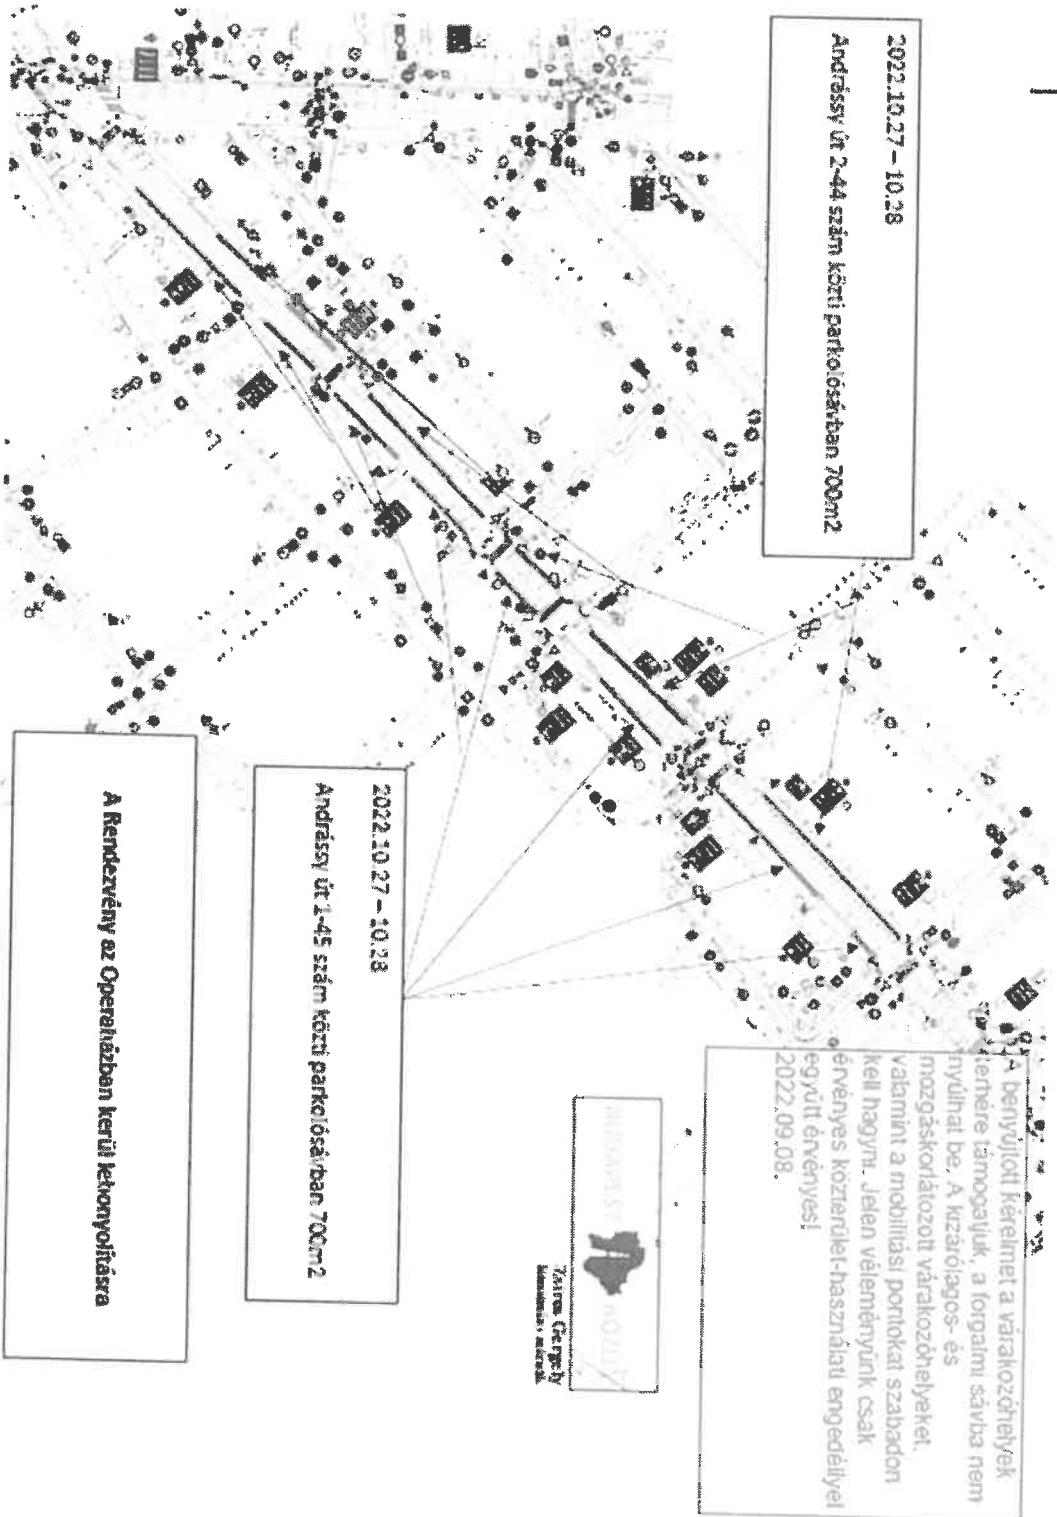 2022.10.27 – 10.28
Andrássy út 2-44 szám közti parkolósávban 700m2
2022.10.27 – 10.28
Andrássy út 1-45 szám közti parkolósávban 700m2
A Rendezvény az Operaházban kerül lebonyolításra
A benyújtott kérelmet a várakozóhelyek
terhére támogatjuk, a forgalmi sávba nem
nyúlhat be. A kizárólagos- és
mozgáskorlátozott várakozóhelyeket,
valamint a mobilitási pontokat szabadon
kell hagyni. Jelen véleményünk csak
érvényes közterület-használati engedéllyel
együtt érvényes!
2022.09.08.
BUDAPEST KÖZÚT
Gergely